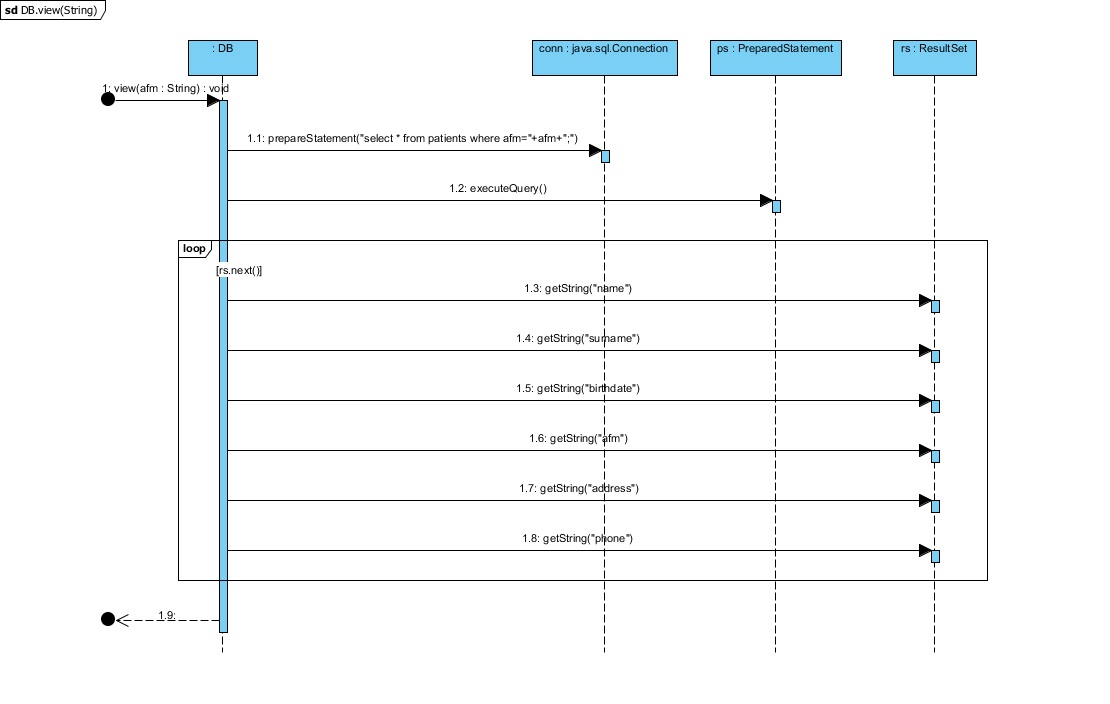 sd DB.view(String)
: DB
conn : java.sql.Connection
ps : PreparedStatement
rs : ResultSet
1: view(afm : String) : void
1.1: prepareStatement("select * from patients where afm="+afm+";")
1.2: executeQuery()
loop
[rs.next()]
1.3: getString("name")
1.4: getString("surname")
1.5: getString("birthdate")
1.6: getString("afm")
1.7: getString("address")
1.8: getString("phone")
1.9: